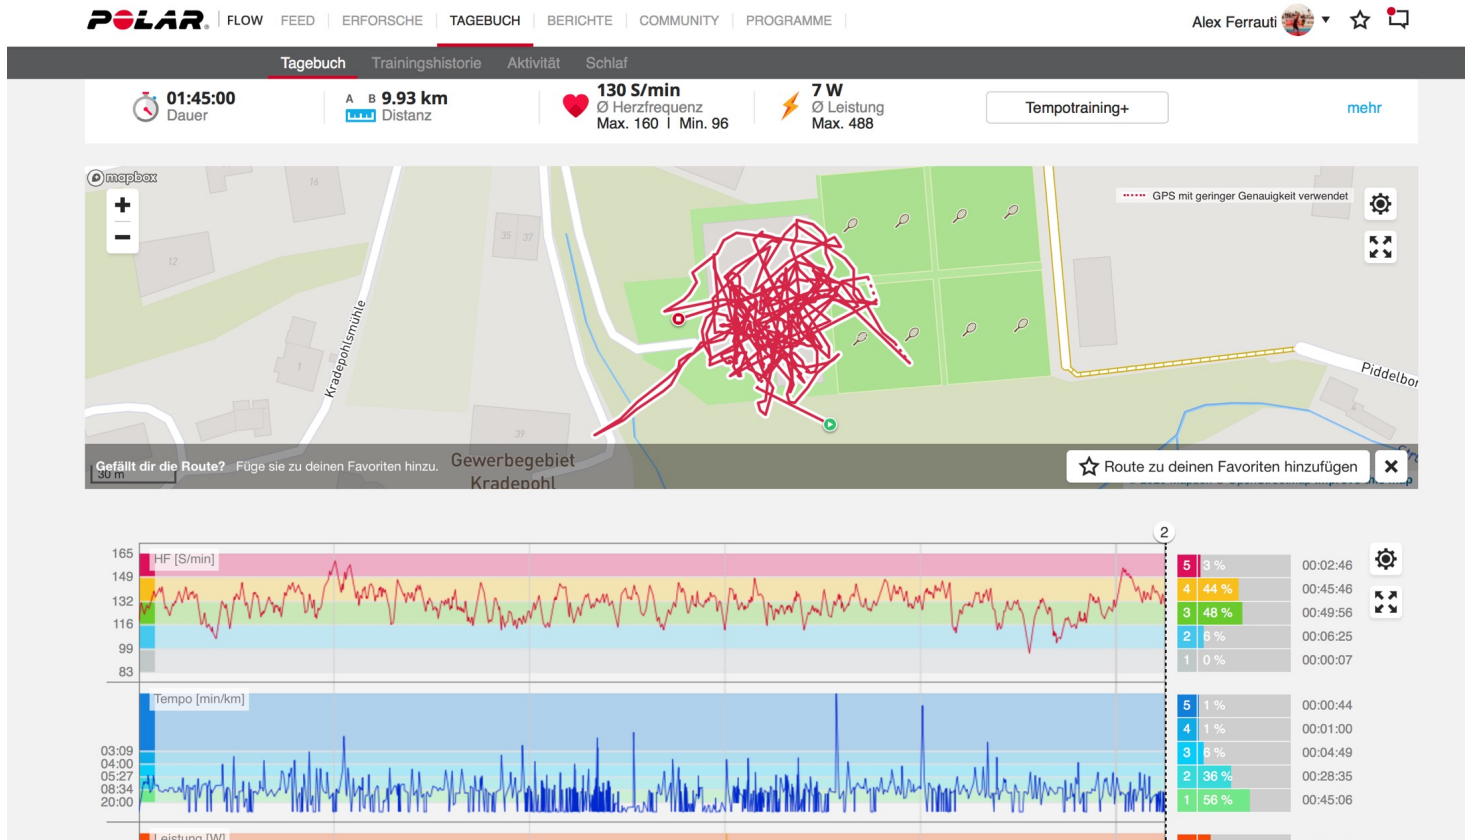 POLAR. FLOW FEED ERFORSCHE TAGEBUCH BERICHTE COMMUNITY PROGRAMME Alex Ferrauti
Tagebuch Trainingshistorie Aktivität Schlaf
01:45:00
Dauer
A B 9.93 km
Distanz
130 S/min
Ø Herzfrequenz
Max. 160 | Min. 96
7 W
Ø Leistung
Max. 488
Tempotraining+
mehr
mapbox
+
−
GPS mit geringer Genauigkeit verwendet
16
12
35 37
1
39
Kradepohlsmühle
Piddelbor
Gewerbegebiet
Kradepohl
Gefällt dir die Route? Füge sie zu deinen Favoriten hinzu.
30 m
Route zu deinen Favoriten hinzufügen
2
HF [S/min]
165
149
132
116
99
83
5 3 % 00:02:46
4 44 % 00:45:46
3 48 % 00:49:56
2 6 % 00:06:25
1 0 % 00:00:07
Tempo [min/km]
03:09
04:00
05:27
08:34
20:00
5 1 % 00:00:44
4 1 % 00:01:00
3 6 % 00:04:49
2 36 % 00:28:35
1 56 % 00:45:06
Leistung [W]